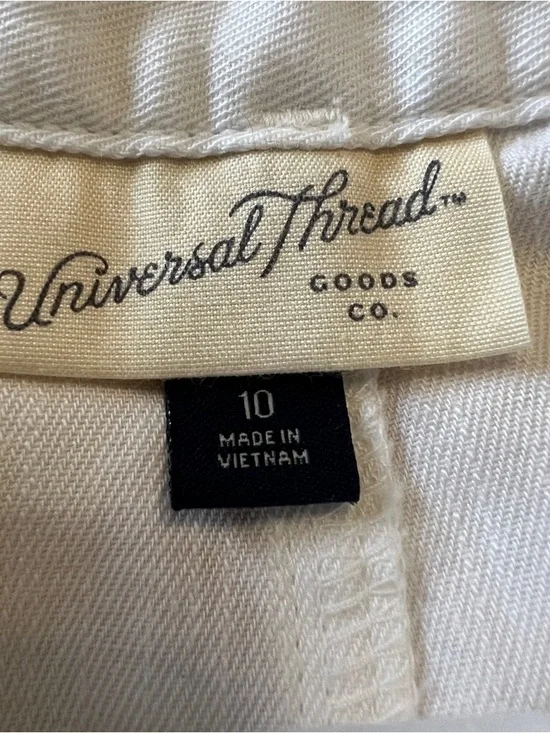 Universal Thread™
GOODS
CO.
10
MADE IN
VIETNAM